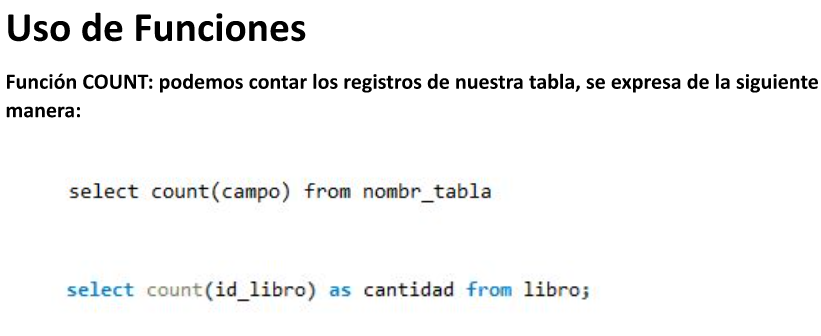 Uso de Funciones
Función COUNT: podemos contar los registros de nuestra tabla, se expresa de la siguiente
manera:
select count(campo) from nombr_tabla
select count(id_libro) as cantidad from libro;